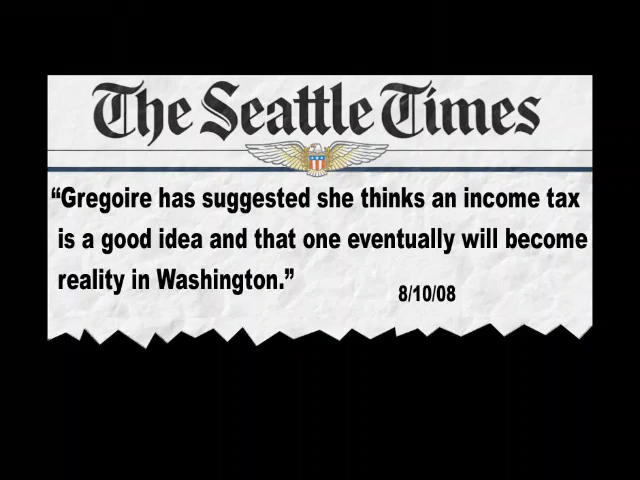 The Seattle Times
“Gregoire has suggested she thinks an income tax
is a good idea and that one eventually will become
reality in Washington.”
8/10/08